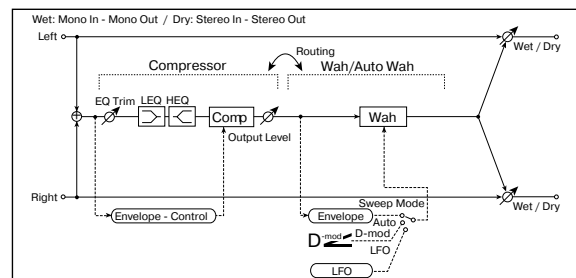 Wet: Mono In - Mono Out / Dry: Stereo In - Stereo Out
Left
Wet / Dry
Routing
Compressor
Wah/Auto Wah
EQ Trim
LEQ
HEQ
Comp
Output Level
Wah
Right
Wet / Dry
Envelope - Control
Envelope
Sweep Mode
Auto
D-mod
D-mod
LFO
LFO